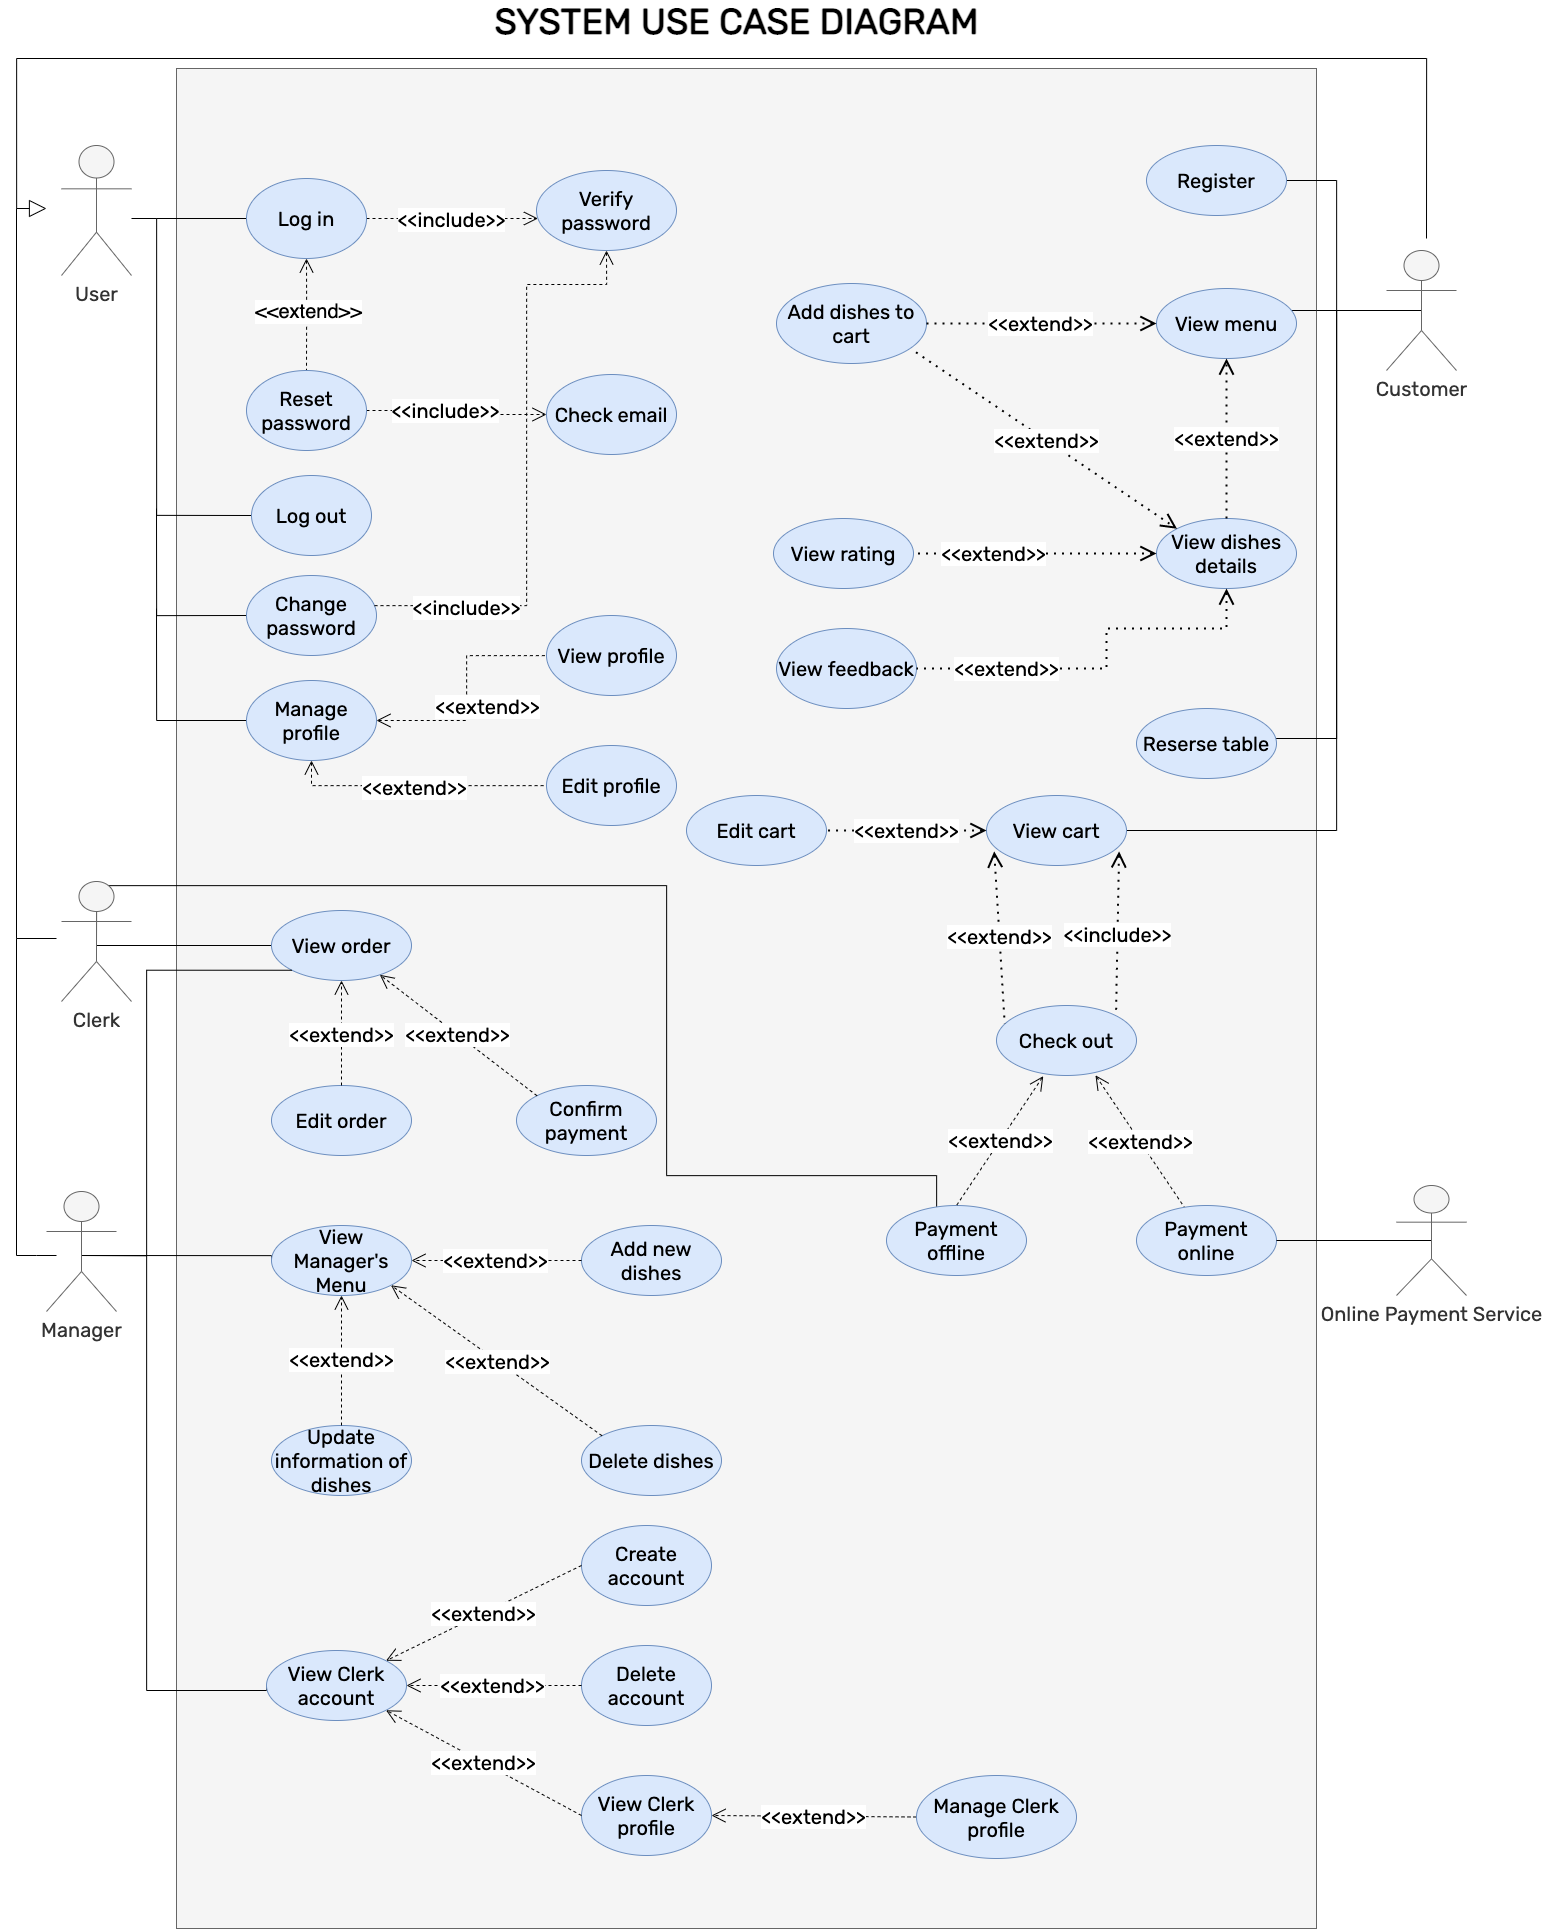 SYSTEM USE CASE DIAGRAM
User
Log in
<<include>>
Verify
password
Register
<<extend>>
Add dishes to
cart
<<extend>>
View menu
Customer
Reset
password
<<include>>
Check email
<<extend>>
<<extend>>
Log out
View rating
<<extend>>
View dishes
details
Change
password
<<include>>
View profile
View feedback
<<extend>>
Manage
profile
<<extend>>
Reserse table
<<extend>>
Edit profile
Edit cart
<<extend>>
View cart
Clerk
View order
<<extend>>
<<include>>
<<extend>>
<<extend>>
Check out
Edit order
Confirm
payment
<<extend>>
<<extend>>
Manager
View
Manager's
Menu
<<extend>>
Add new
dishes
Payment
offline
Payment
online
Online Payment Service
<<extend>>
<<extend>>
Update
information of
dishes
Delete dishes
Create
account
<<extend>>
View Clerk
account
<<extend>>
Delete
account
<<extend>>
View Clerk
profile
<<extend>>
Manage Clerk
profile